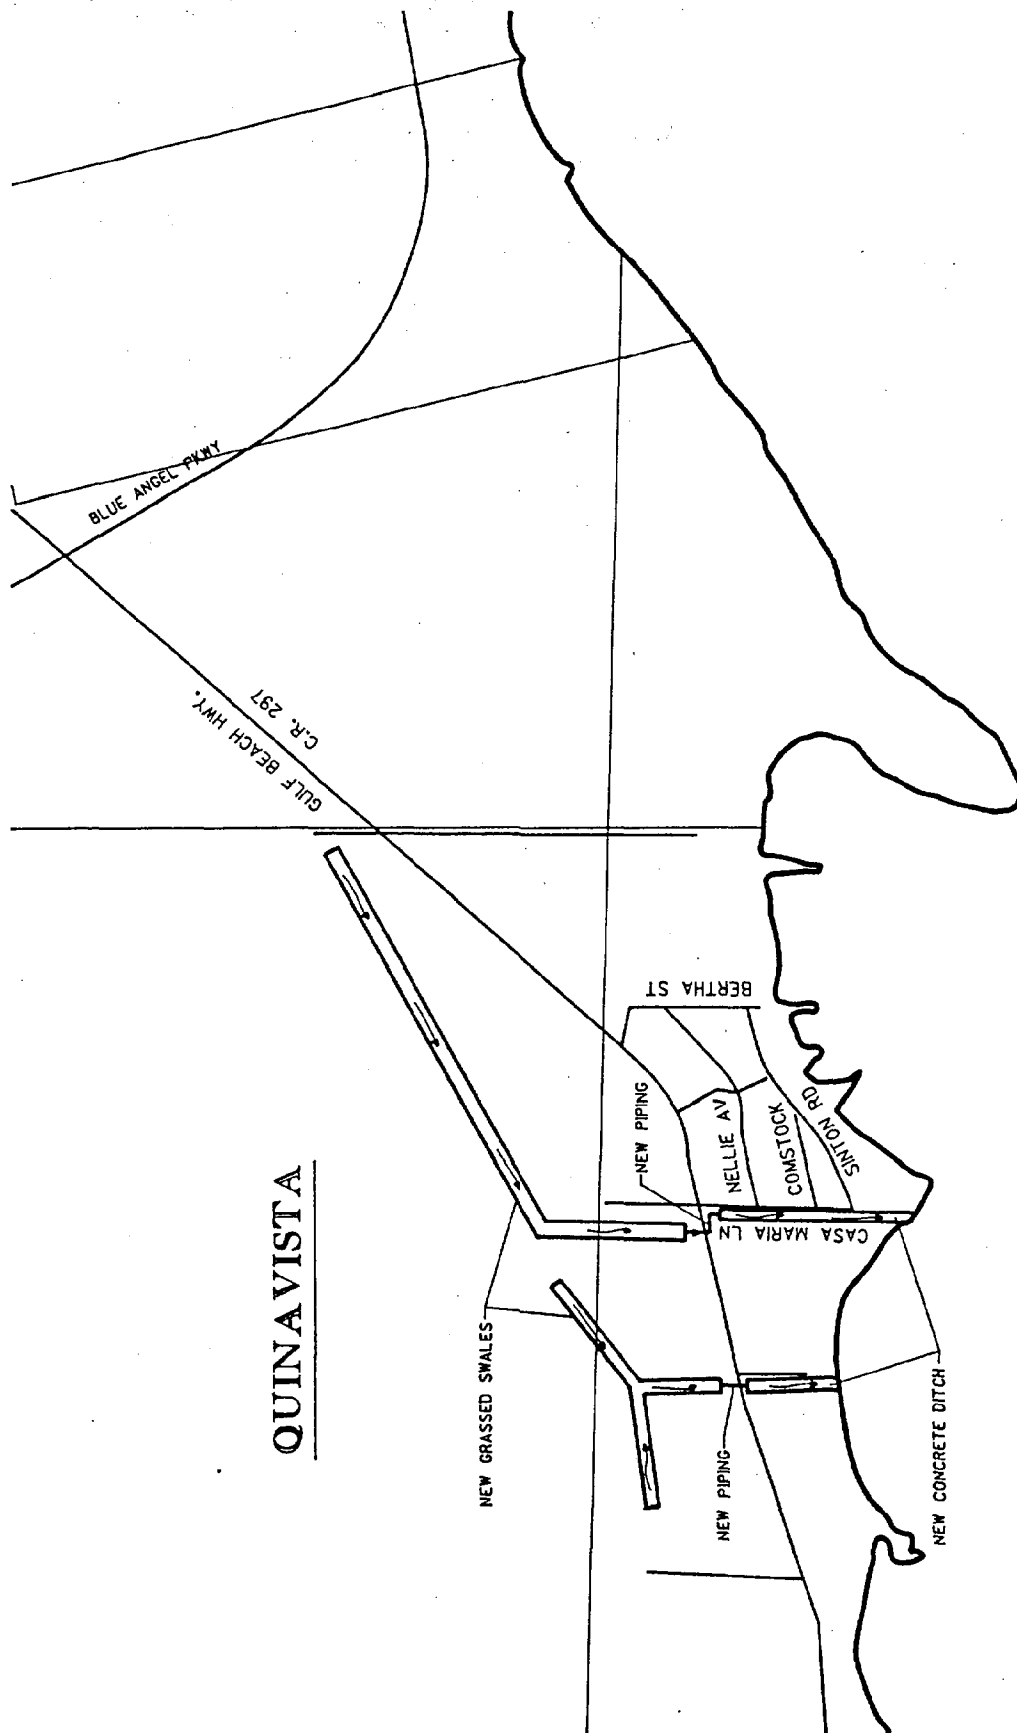 QUINAVISTA
BLUE ANGEL PKWY
C.R. 297
GULF BEACH HWY.
BERTHA ST
NEW PIPING
NELLIE AV
COMSTOCK
SINTON RD
CASA MARIA LN
NEW GRASSED SWALES
NEW PIPING
NEW CONCRETE DITCH